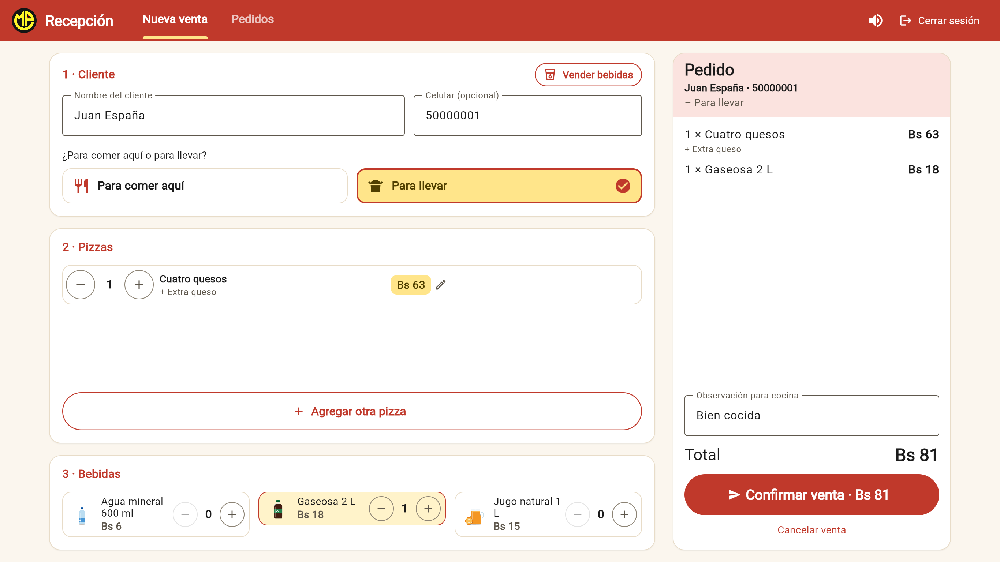 MP Recepción
Nueva venta
Pedidos
Cerrar sesión
1 · Cliente
Vender bebidas
Nombre del cliente
Juan España
Celular (opcional)
50000001
¿Para comer aquí o para llevar?
Para comer aquí
Para llevar
2 · Pizzas
1
Cuatro quesos
+ Extra queso
Bs 63
+ Agregar otra pizza
3 · Bebidas
Agua mineral
600 ml
Bs 6
0
Gaseosa 2 L
Bs 18
1
Jugo natural 1
L
Bs 15
0
Pedido
Juan España · 50000001
– Para llevar
1 × Cuatro quesos Bs 63
+ Extra queso
1 × Gaseosa 2 L Bs 18
Observación para cocina
Bien cocida
Total Bs 81
Confirmar venta · Bs 81
Cancelar venta